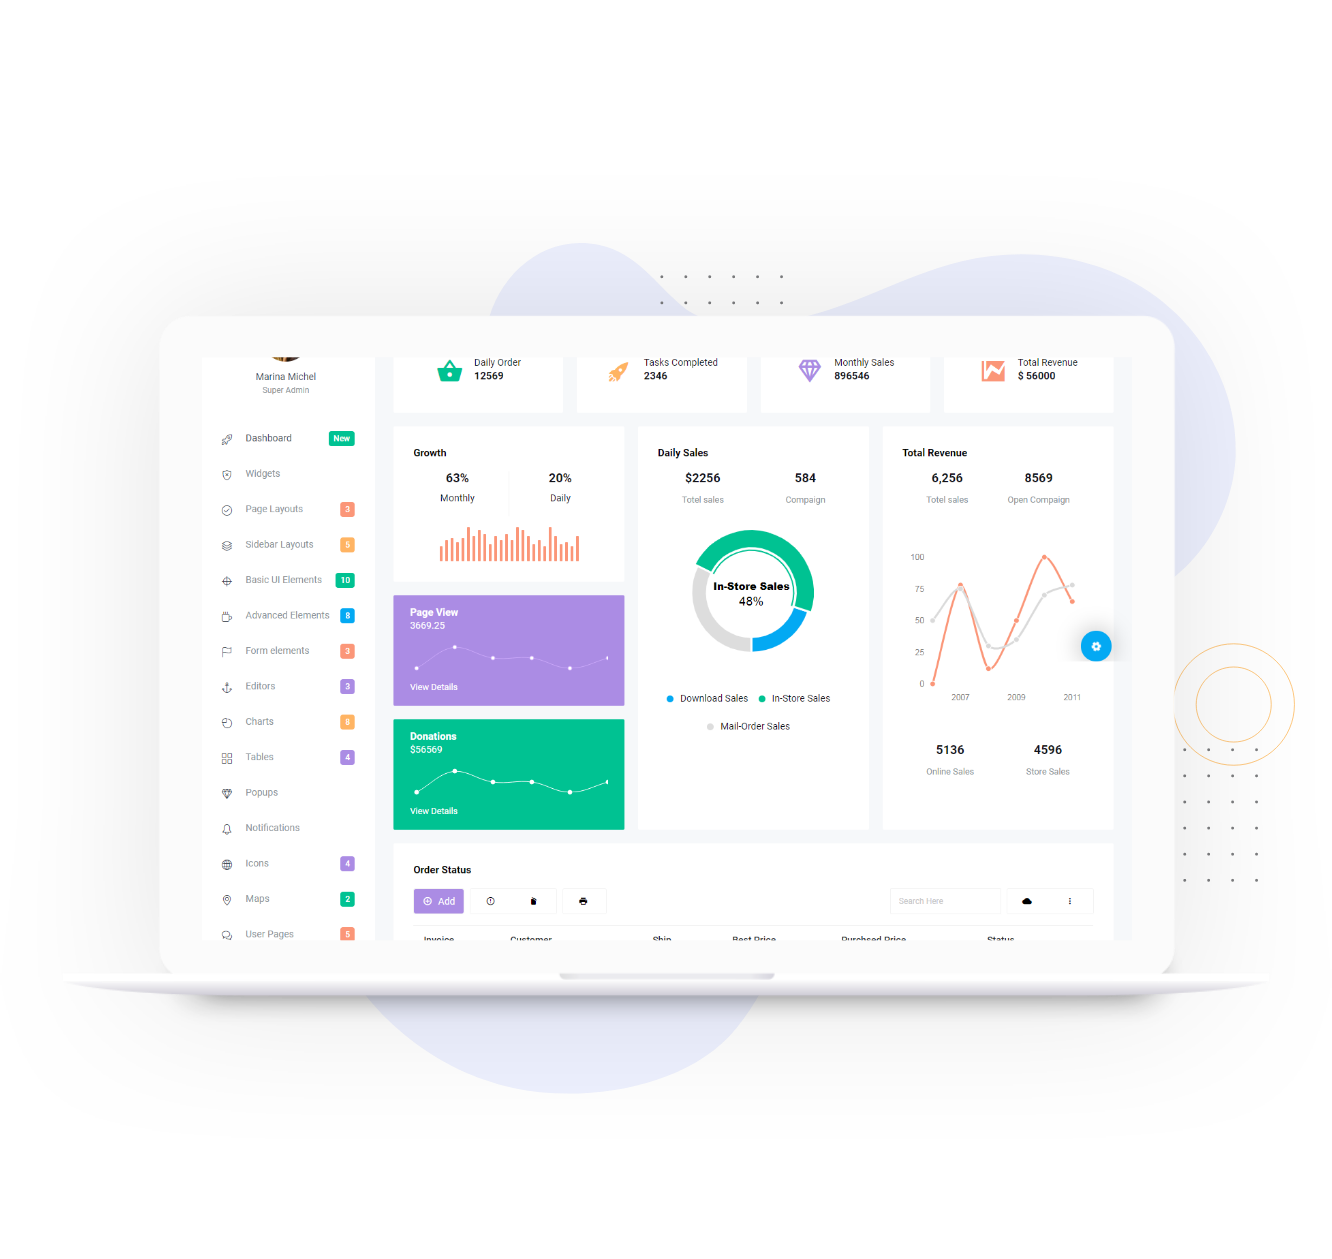 Marina Michel
Super Admin
Dashboard New
Widgets
Page Layouts 3
Sidebar Layouts 5
Basic UI Elements 10
Advanced Elements 8
Form elements 3
Editors 3
Charts 8
Tables 4
Popups
Notifications
Icons 4
Maps 2
User Pages 5
Daily Order
12569
Tasks Completed
2346
Monthly Sales
896546
Total Revenue
$ 56000
Growth
63% 20%
Monthly Daily
Page View
3669.25
View Details
Donations
$56569
View Details
Daily Sales
$2256 584
Totel sales Compaign
In-Store Sales
48%
Download Sales In-Store Sales
Mail-Order Sales
Total Revenue
6,256 8569
Totel sales Open Compaign
100
75
50
25
0
2007 2009 2011
5136 4596
Online Sales Store Sales
Order Status
Add
Search Here
Invoice Customer Ship Best Price Purchsed Price Status